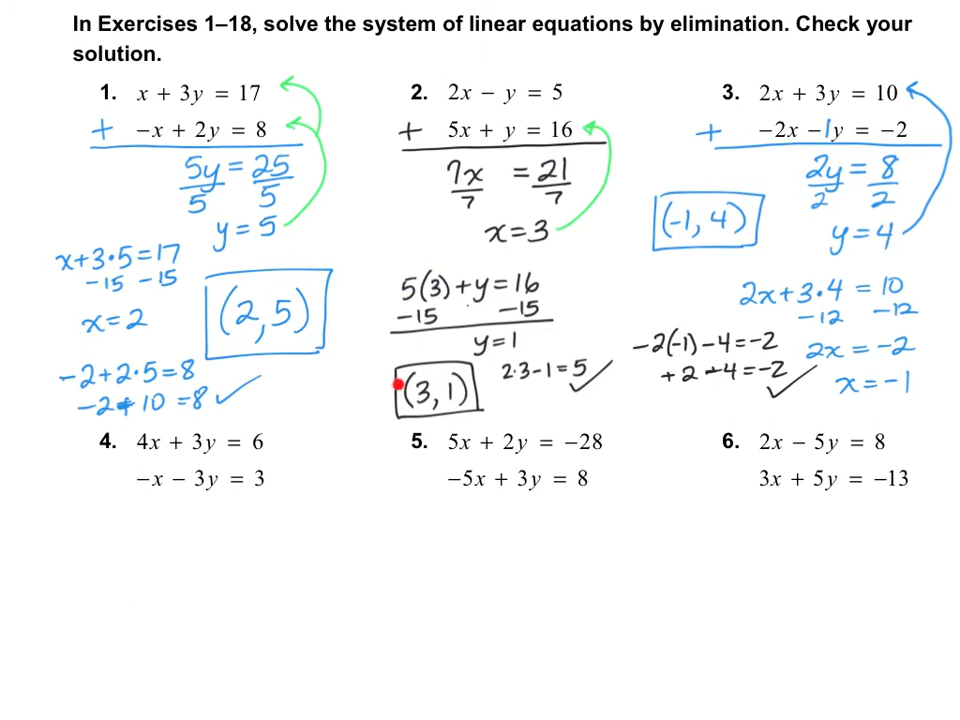 In Exercises 1–18, solve the system of linear equations by elimination. Check your
solution.
1. x + 3y = 17
+ −x + 2y = 8
5y = 25
5 5
y = 5
x+3·5=17
−15 −15
x=2
(2,5)
−2+2·5=8
−2+10=8 ✓
2. 2x − y = 5
+ 5x + y = 16
7x = 21
7 7
x=3
5(3)+y=16
−15 −15
y=1
(3,1)
2·3−1=5 ✓
3. 2x + 3y = 10
+ −2x −1y = −2
2y = 8
2 2
y=4
(−1,4)
2x+3·4=10
−12 −12
2x=−2
x=−1
−2(−1)−4=−2
+2−4=−2 ✓
4. 4x + 3y = 6
−x − 3y = 3
5. 5x + 2y = −28
−5x + 3y = 8
6. 2x − 5y = 8
3x + 5y = −13